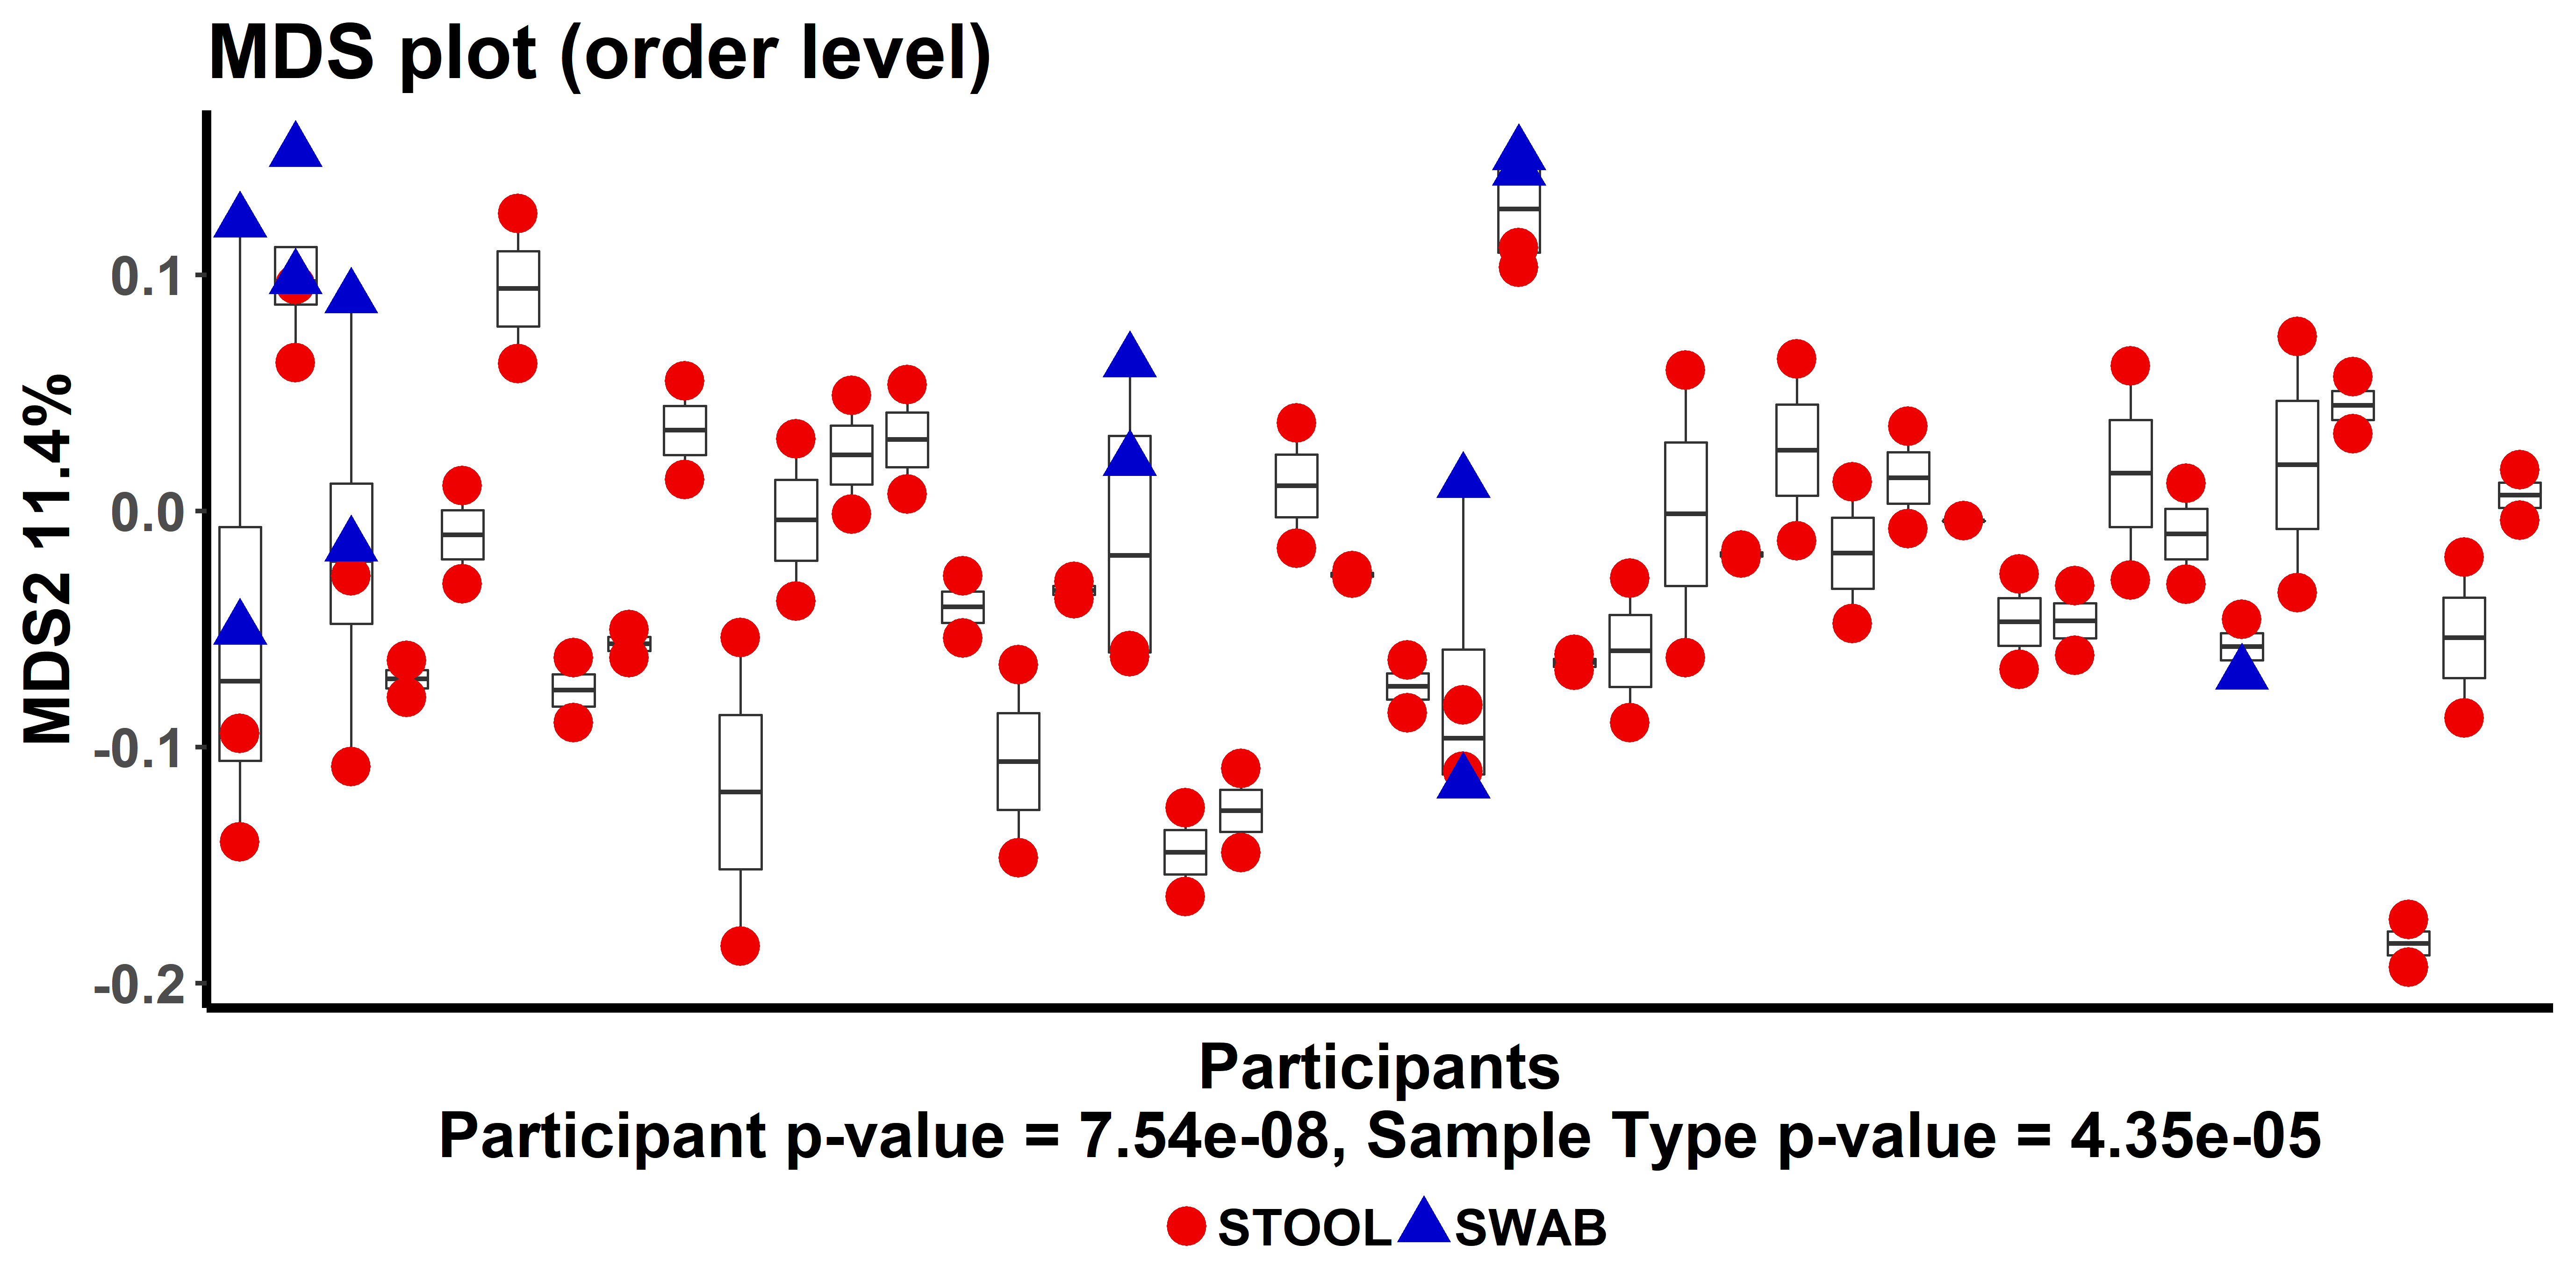 MDS plot (order level)
MDS2 11.4%
0.1
0.0
-0.1
-0.2
Participants
Participant p-value = 7.54e-08, Sample Type p-value = 4.35e-05
STOOL SWAB